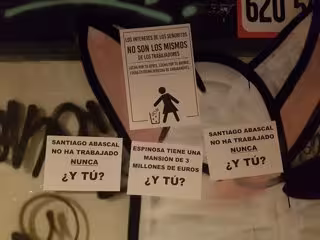 620 5
LOS INTERESES DE LOS SEÑORITOS
NO SON LOS MISMOS
DE LOS TRABAJADORES
SANTIAGO ABASCAL
NO HA TRABAJADO
NUNCA
¿Y TÚ?
ESPINOSA TIENE UNA
MANSIÓN DE 3
MILLONES DE EUROS
¿Y TÚ?
SANTIAGO ABASCAL
NO HA TRABAJADO
NUNCA
¿Y TÚ?